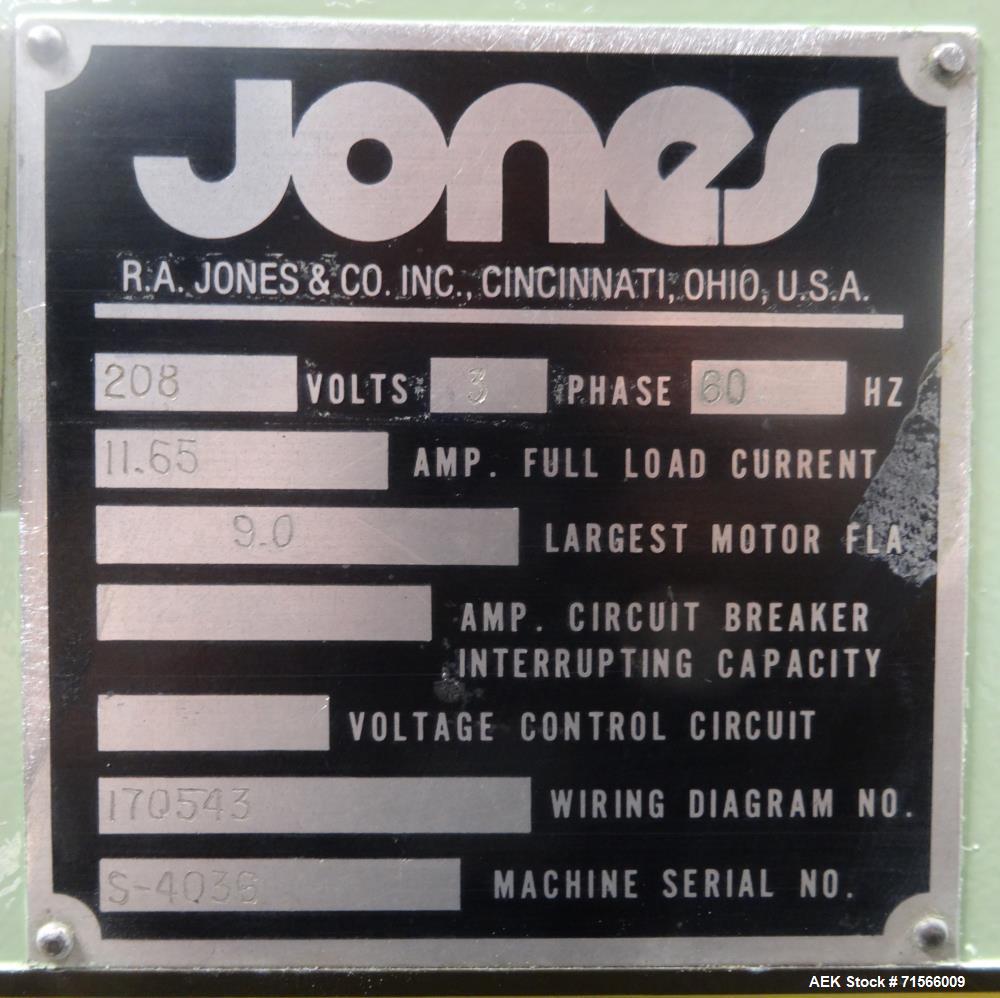 Jones
R.A. JONES & CO. INC., CINCINNATI, OHIO, U.S.A.
208 VOLTS 3 PHASE 60 HZ
11.65 AMP. FULL LOAD CURRENT
9.0 LARGEST MOTOR FLA
AMP. CIRCUIT BREAKER
INTERRUPTING CAPACITY
VOLTAGE CONTROL CIRCUIT
170543 WIRING DIAGRAM NO.
S-4036 MACHINE SERIAL NO.
AEK Stock # 71566009